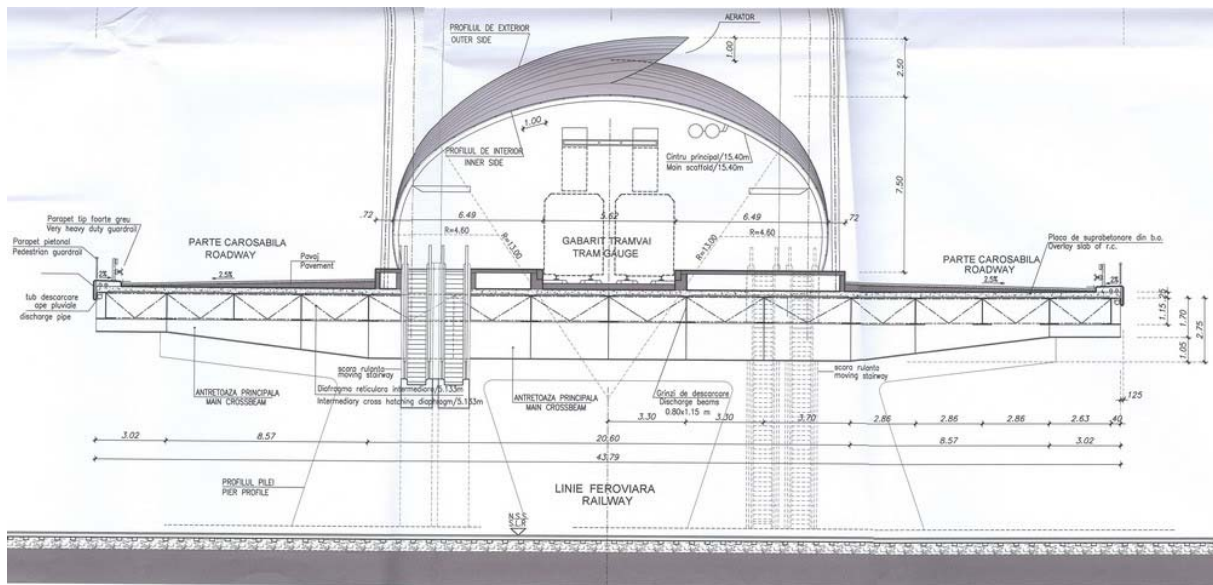 PROFILUL DE EXTERIOR
OUTER SIDE
AERATOR
1.00
2.50
1.00
PROFILUL DE INTERIOR
INNER SIDE
Cintru principal/15.40m
Main scaffold/15.40m
7.50
.72
6.49
5.62
6.49
.72
R=4.60
R=13.00
GABARIT TRAMVAI
TRAM GAUGE
R=13.00
R=4.60
Parapet tip foarte greu
Very heavy duty guardrail
Parapet pietonal
Pedestrian guardrail
PARTE CAROSABILA
ROADWAY
Pavaj
Pavement
Placa de suprabetonare din b.a.
Overlay slab of r.c.
PARTE CAROSABILA
ROADWAY
2%
2.5%
2.5%
2%
tub descarcare
ape pluviale
discharge pipe
.25
1.15
1.70
2.75
1.05
scara rulanta
moving stairway
scara rulanta
moving stairway
ANTRETOAZA PRINCIPALA
MAIN CROSSBEAM
Diafragma reticulara intermediara/5.133m
Intermediary cross hatching diaphragm/5.133m
ANTRETOAZA PRINCIPALA
MAIN CROSSBEAM
Grinzi de descarcare
Discharge beams
0.80x1.15 m
.125
3.30
3.30
3.70
2.86
2.86
2.86
2.63
.40
3.02
8.57
20.60
8.57
3.02
43.79
PROFILUL PILEI
PIER PROFILE
LINIE FEROVIARA
RAILWAY
N.S.S.
S.L.R.